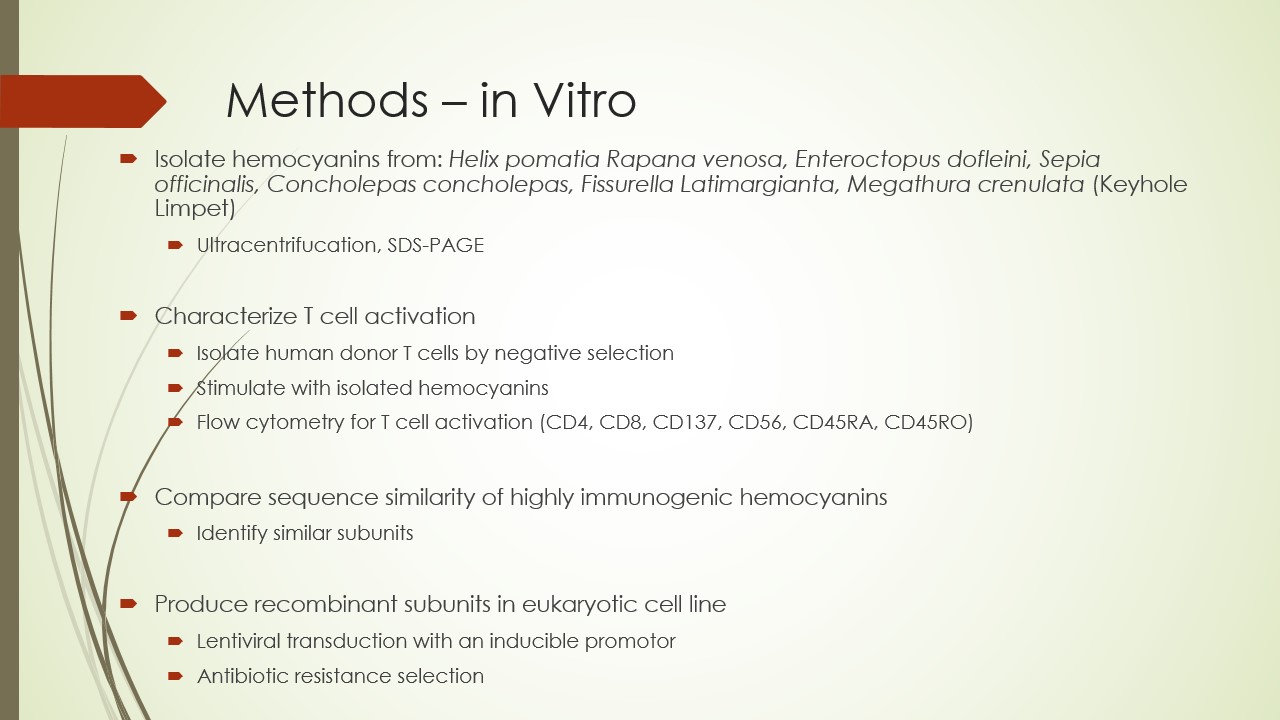 Methods – in Vitro
Isolate hemocyanins from: Helix pomatia Rapana venosa, Enteroctopus dofleini, Sepia
officinalis, Concholepas concholepas, Fissurella Latimargianta, Megathura crenulata (Keyhole
Limpet)
Ultracentrifucation, SDS-PAGE
Characterize T cell activation
Isolate human donor T cells by negative selection
Stimulate with isolated hemocyanins
Flow cytometry for T cell activation (CD4, CD8, CD137, CD56, CD45RA, CD45RO)
Compare sequence similarity of highly immunogenic hemocyanins
Identify similar subunits
Produce recombinant subunits in eukaryotic cell line
Lentiviral transduction with an inducible promotor
Antibiotic resistance selection